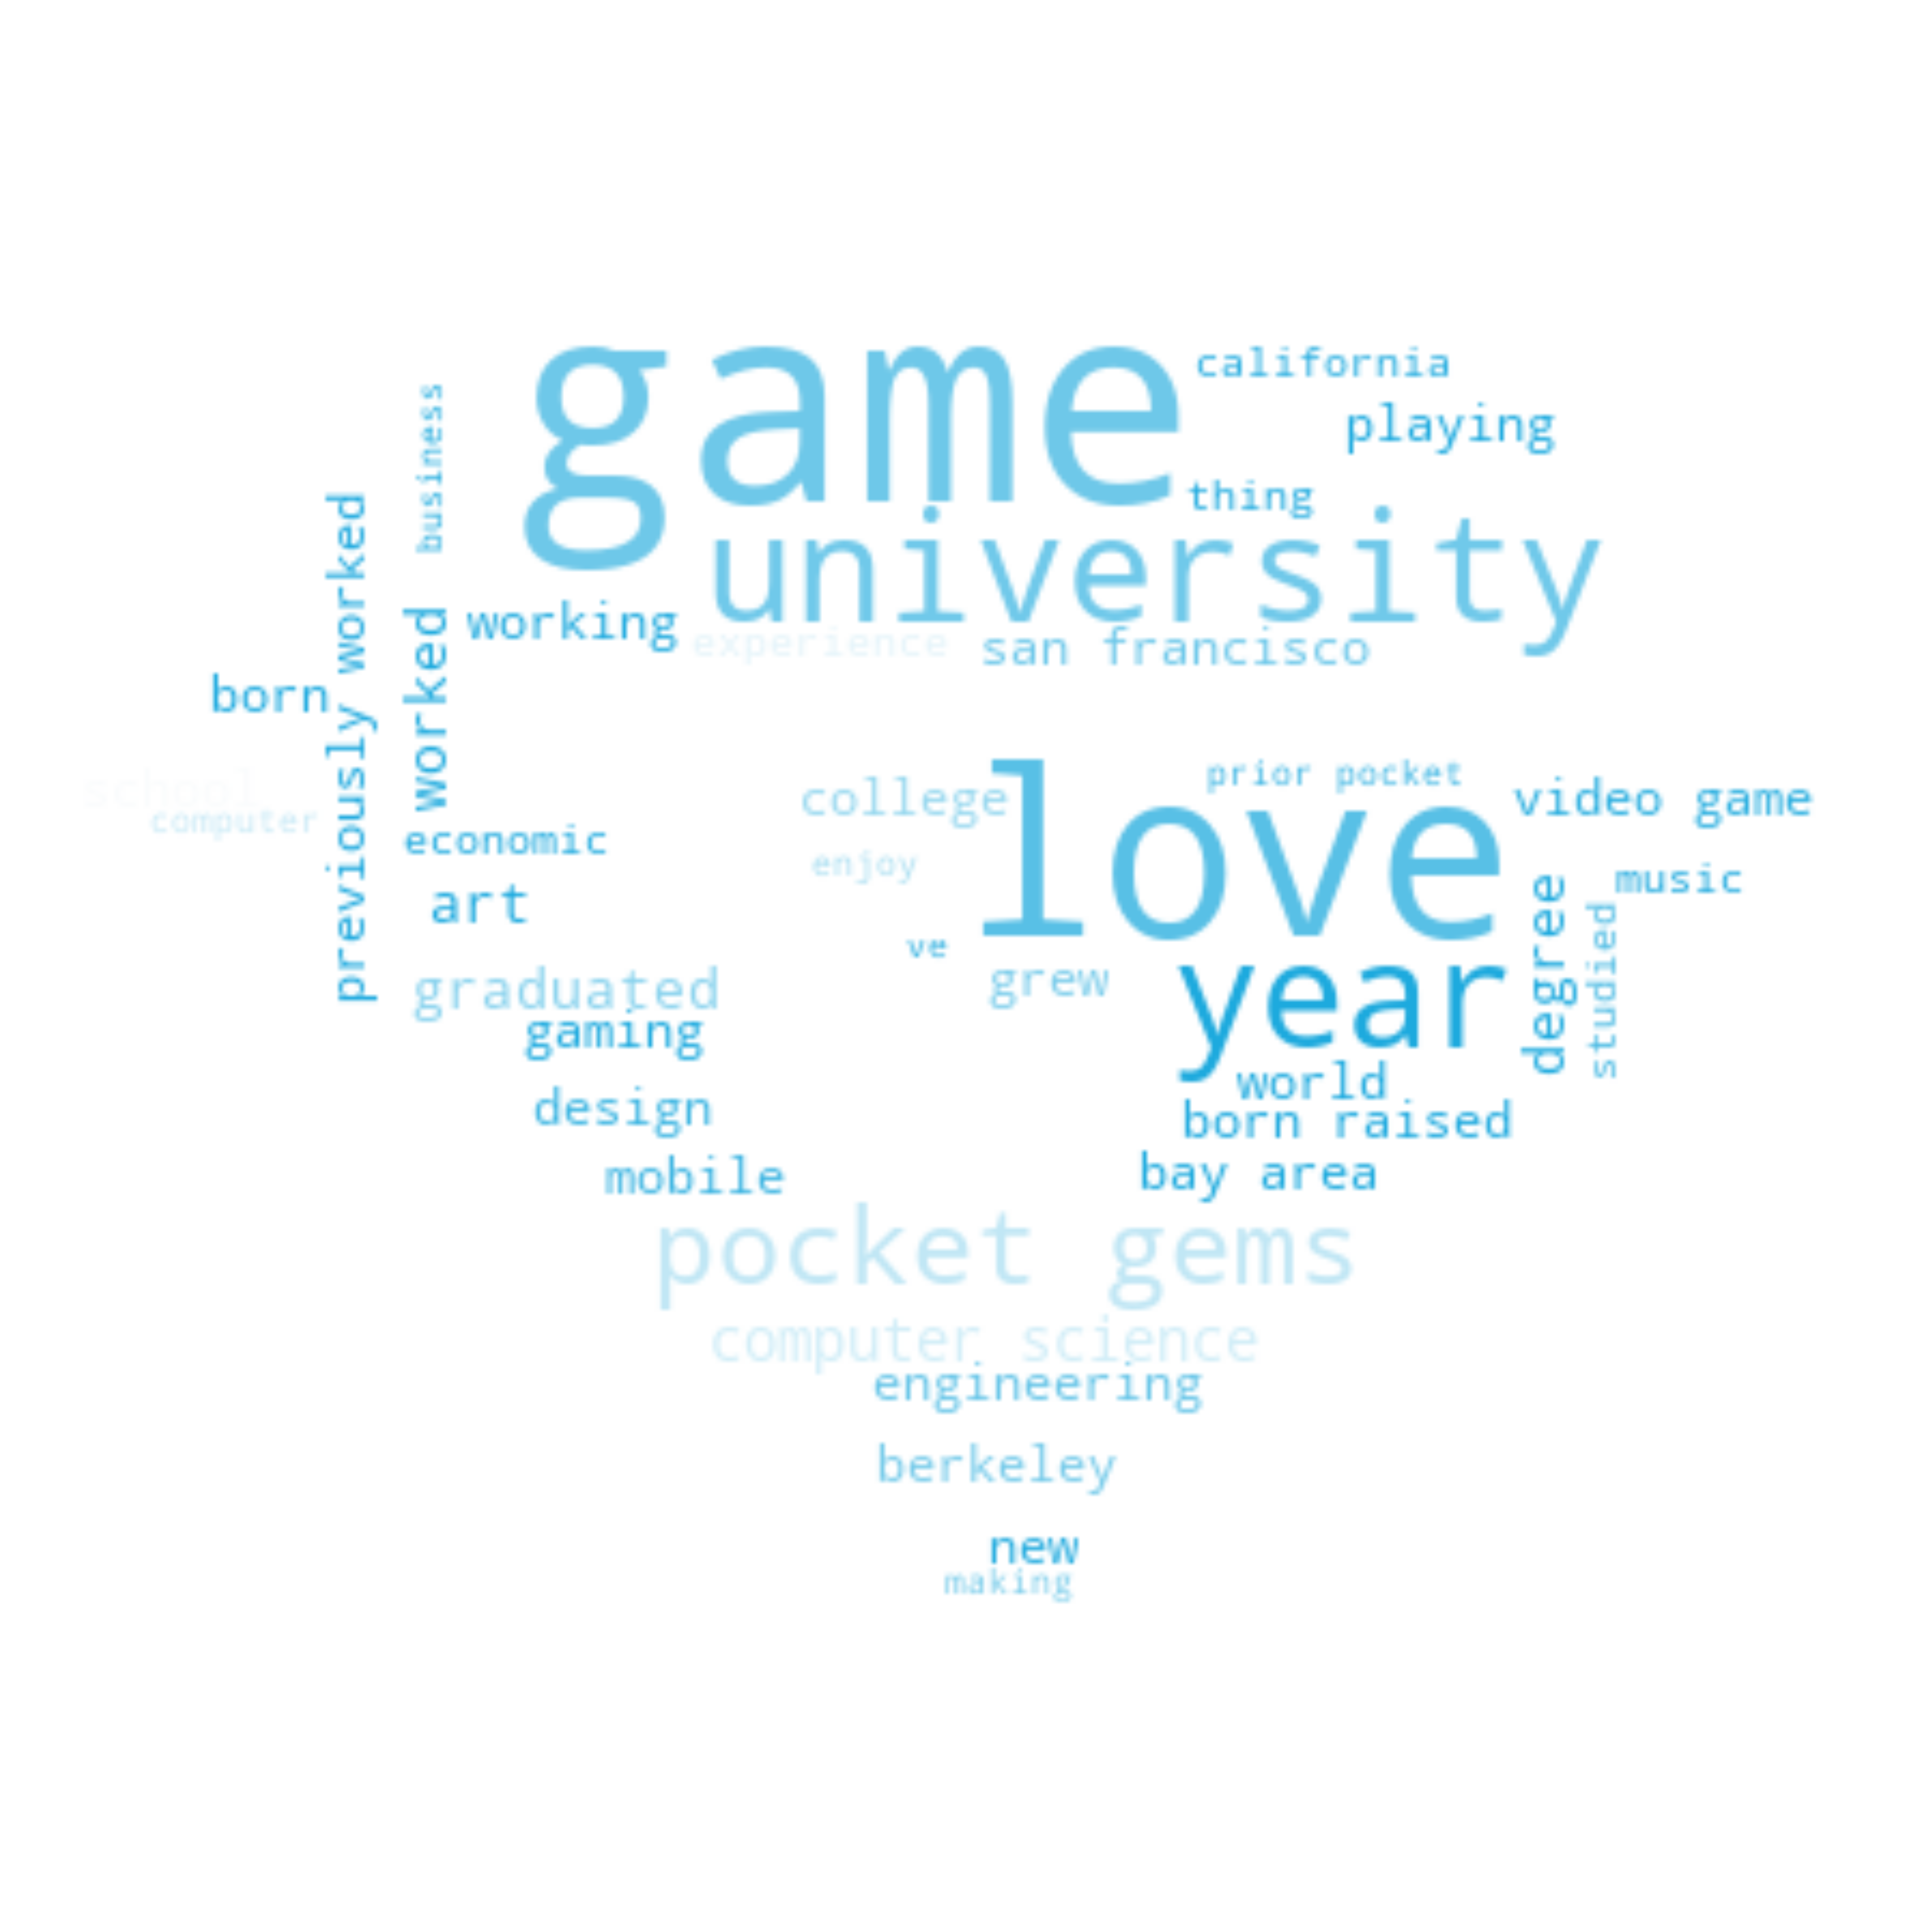 game
california
playing
business
thing
university
previously worked
working
worked
experience
san francisco
born
school
computer
college
love
prior pocket
video game
economic
enjoy
music
art
degree
studied
ve
graduated
grew
year
gaming
world
design
born raised
mobile
bay area
pocket gems
computer science
engineering
berkeley
new
making